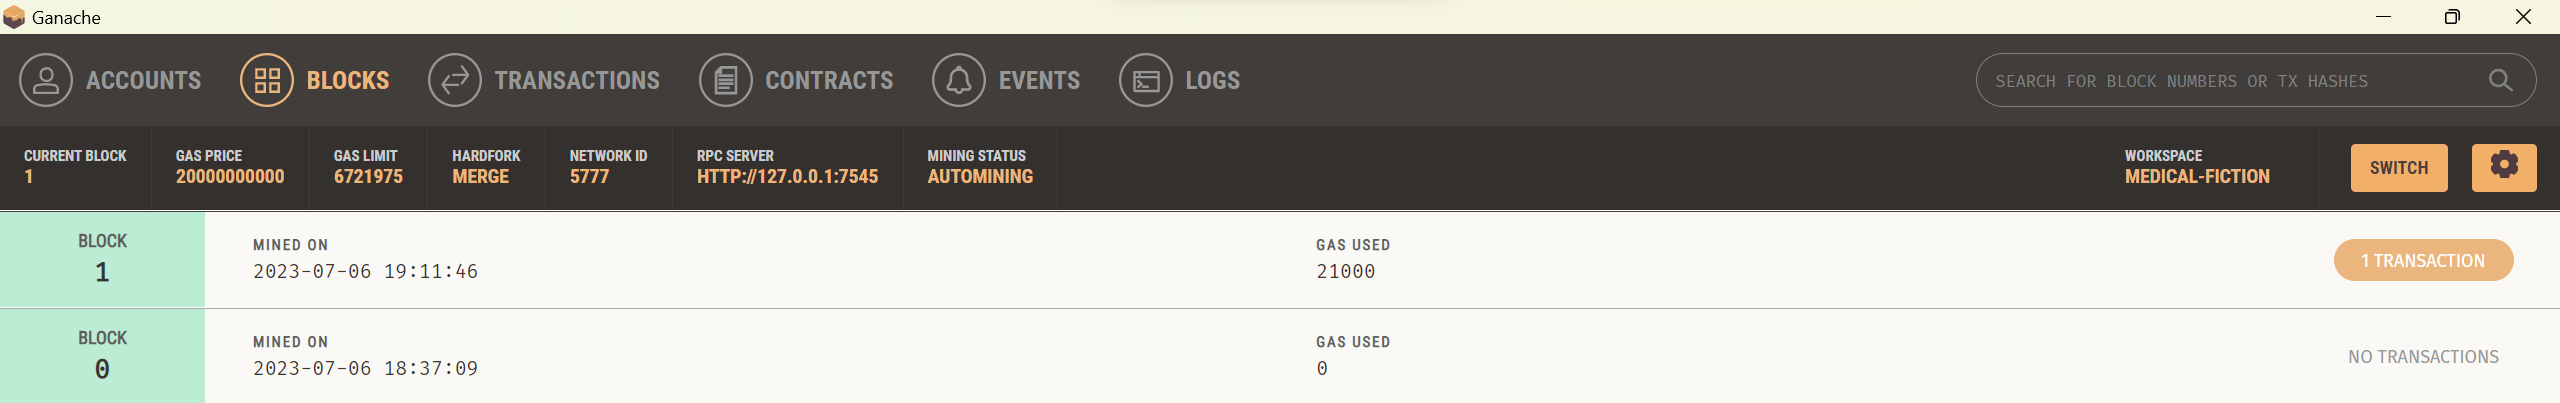 Ganache
ACCOUNTS BLOCKS TRANSACTIONS CONTRACTS EVENTS LOGS SEARCH FOR BLOCK NUMBERS OR TX HASHES
CURRENT BLOCK GAS PRICE GAS LIMIT HARDFORK NETWORK ID RPC SERVER MINING STATUS WORKSPACE
1 20000000000 6721975 MERGE 5777 HTTP://127.0.0.1:7545 AUTOMINING MEDICAL-FICTION SWITCH
BLOCK MINED ON GAS USED
1 2023-07-06 19:11:46 21000 1 TRANSACTION
BLOCK MINED ON GAS USED
0 2023-07-06 18:37:09 0 NO TRANSACTIONS